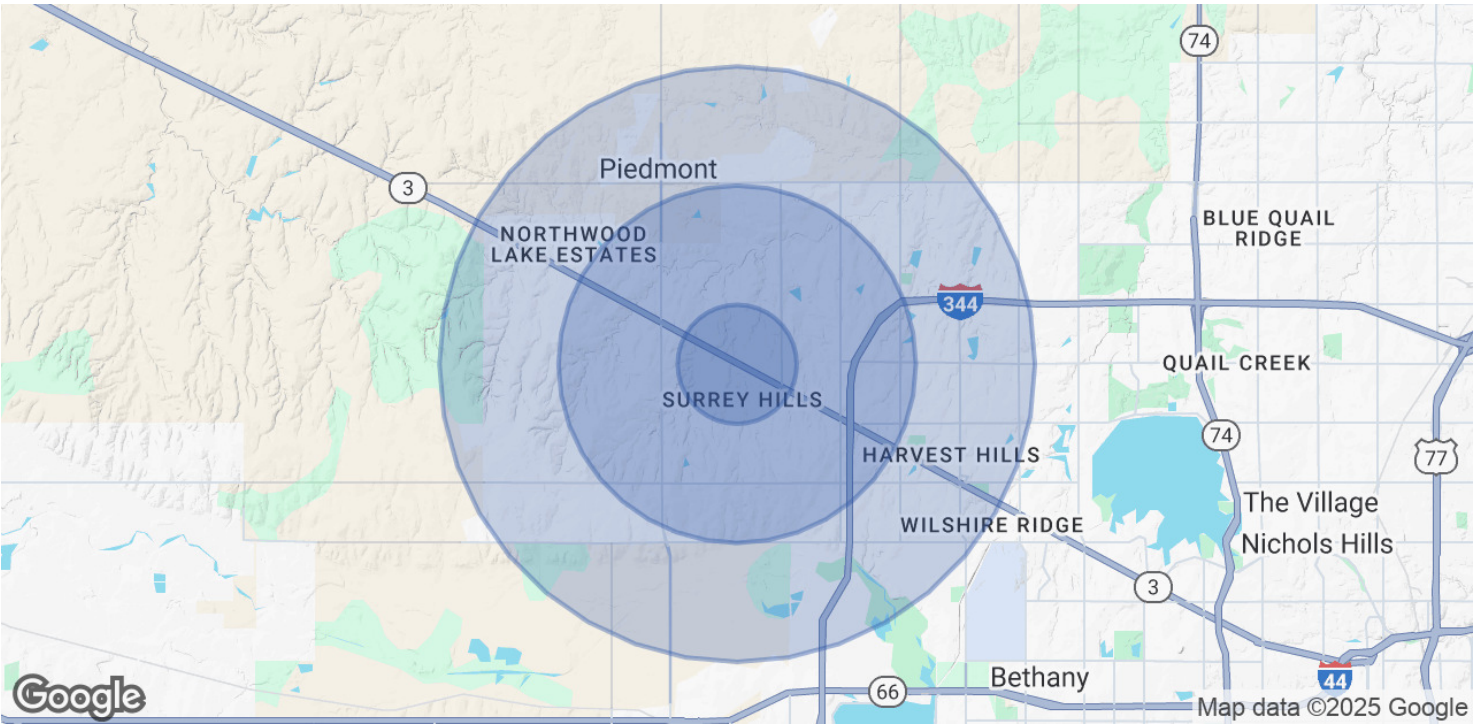 74
Piedmont
3
NORTHWOOD
LAKE ESTATES
BLUE QUAIL
RIDGE
344
QUAIL CREEK
SURREY HILLS
74
HARVEST HILLS
77
The Village
WILSHIRE RIDGE
Nichols Hills
3
Bethany
44
66
Google
Map data ©2025 Google